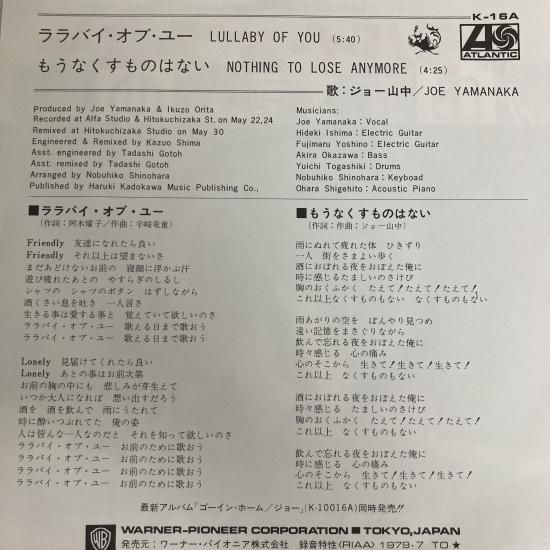 K-16A
ララバイ・オブ・ユー LULLABY OF YOU (5:40)
もうなくすものはない NOTHING TO LOSE ANYMORE (4:25)
ATLANTIC
歌：ジョー山中／JOE YAMANAKA
Produced by Joe Yamanaka & Ikuzo Orita
Recorded at Alfa Studio & Hitokuchizaka St. on May 22,24
Remixed at Hitokuchizaka Studio on May 30
Engineered & Remixed by Kazuo Shima
Asst. engineered by Tadashi Gotoh
Asst. remixed by Tadashi Gotoh
Arranged by Nobuhiko Shinohara
Published by Haruki Kadokawa Music Publishing Co.,
Musicians:
Joe Yamanaka : Vocal
Hideki Ishima : Electric Guitar
Fujimaru Yoshino : Electric Guitar
Akira Okazawa : Bass
Yuichi Togashiki : Drums
Nobuhiko Shinohara : Keyboad
Ohara Shigehito : Acoustic Piano
■ララバイ・オブ・ユー
（作詞：阿木燿子／作曲：宇崎竜童）
Friendly 友達になれたら良い
Friendly それ以上は望まないさ
まだあどけないお前の 寝顔に浮かぶ汗
遊び疲れたあとの やすらぎのしるし
シャツの シャツのボタン はずしながら
酒くさい息を吐き 一人言さ
生きる事は愛する事と 覚えていて欲しいのさ
ララバイ・オブ・ユー 歌える日まで歌おう
ララバイ・オブ・ユー 歌える日まで歌おう
Lonely 見届けてくれたら良い
Lonely あとの事はお前次第
お前の胸の中にも 悲しみが芽生えて
いつか大人になれば 想い出すだろう
酒を 酒を飲んで 雨にうたれて
時に酔いつぶれてた 俺の姿
人は皆んな一人なのだと それを知って欲しいのさ
ララバイ・オブ・ユー お前のために歌おう
ララバイ・オブ・ユー お前のために歌おう
ララバイ・オブ・ユー お前のために歌おう
ララバイ・オブ・ユー お前のために歌おう
■もうなくすものはない
（作詞：作曲：ジョー山中）
雨にぬれて疲れた体 ひきずり
一人 街をさまよい歩く
酒におぼれる夜をおぼえた俺に
時に感じるたましいのさけび
胸のおくふかく たえて！たえて！たえて！
これ以上なくすものもない なくすものもない
雨あがりの空を ぼんやり見つめ
遠い記憶をまさぐりながら
飲んで忘れる夜をおぼえた俺に
時々感じる 心の痛み
心のそこから 生きて！生きて！生きて！
これ以上 なくすものもない
酒におぼれる夜をおぼえた俺に
時々感じる たましいのさけび
胸のおくふかく たえて！たえて！たえて！
これ以上 なくすものもない
飲んで忘れる夜をおぼえた俺に
時に感じる 心の痛み
心のそこから 生きて！生きて！生きて！
これ以上 なくすものもない
最新アルバム「ゴーイン・ホーム／ジョー」(K-10016A)同時発売!!
WARNER-PIONEER CORPORATION ■ TOKYO, JAPAN
発売元：ワーナー・パイオニア株式会社 録音特性〈RIAA〉1979・7 TO ★